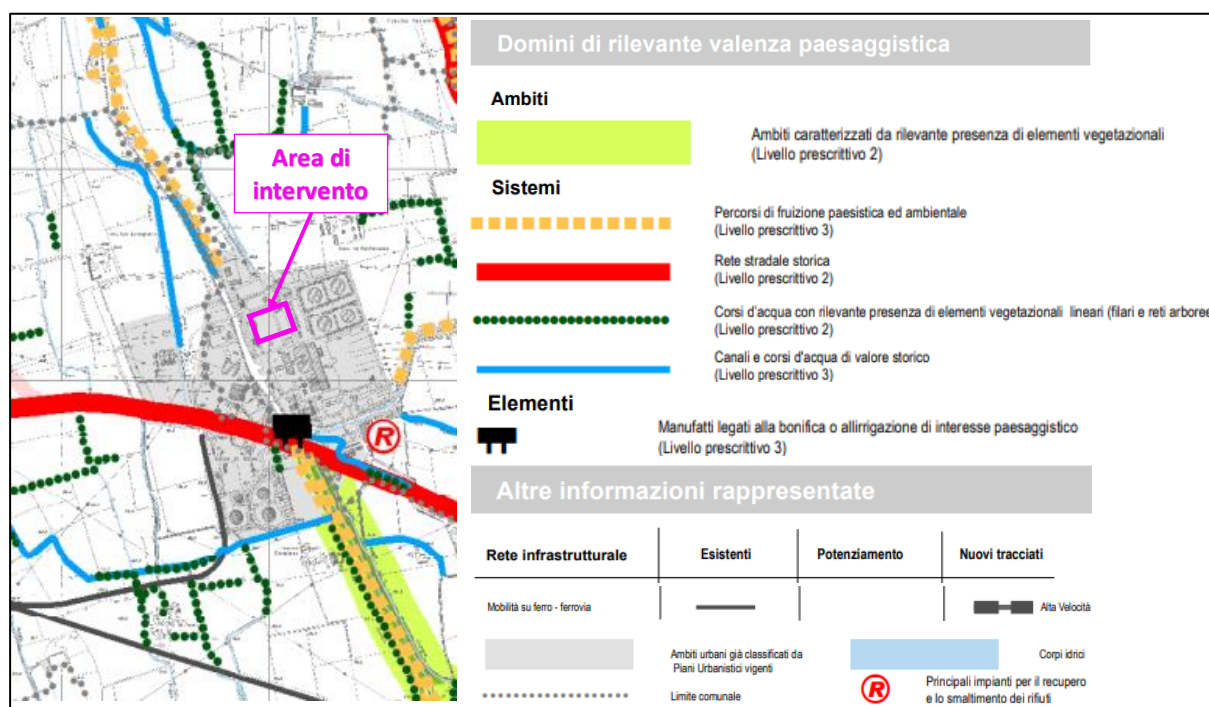 Area di
intervento
Domini di rilevante valenza paesaggistica
Ambiti
Ambiti caratterizzati da rilevante presenza di elementi vegetazionali
(Livello prescrittivo 2)
Sistemi
Percorsi di fruizione paesistica ed ambientale
(Livello prescrittivo 3)
Rete stradale storica
(Livello prescrittivo 2)
Corsi d'acqua con rilevante presenza di elementi vegetazionali lineari (filari e reti arboree
(Livello prescrittivo 2)
Canali e corsi d'acqua di valore storico
(Livello prescrittivo 3)
Elementi
Manufatti legati alla bonifica o allirrigazione di interesse paesaggistico
(Livello prescrittivo 3)
Altre informazioni rappresentate
Rete infrastrutturale Esistenti Potenziamento Nuovi tracciati
Mobilità su ferro - ferrovia Alta Velocità
Ambiti urbani già classificati da
Piani Urbanistici vigenti
Corpi idrici
Limite comunale
R
Principali impianti per il recupero
e lo smaltimento dei rifiuti
R